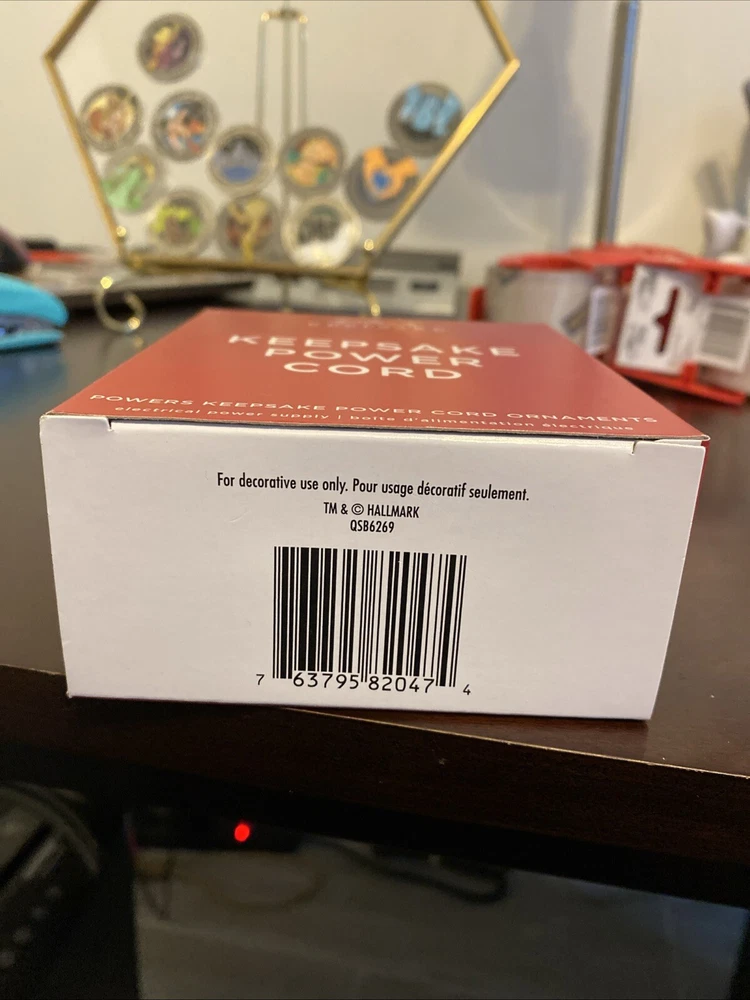 KEEPSAKE
POWER
CORD
POWERS KEEPSAKE POWER CORD ORNAMENTS
electrical power supply | boîte d'alimentation électrique
For decorative use only. Pour usage décoratif seulement.
TM & © HALLMARK
QSB6269
7 63795 82047 4